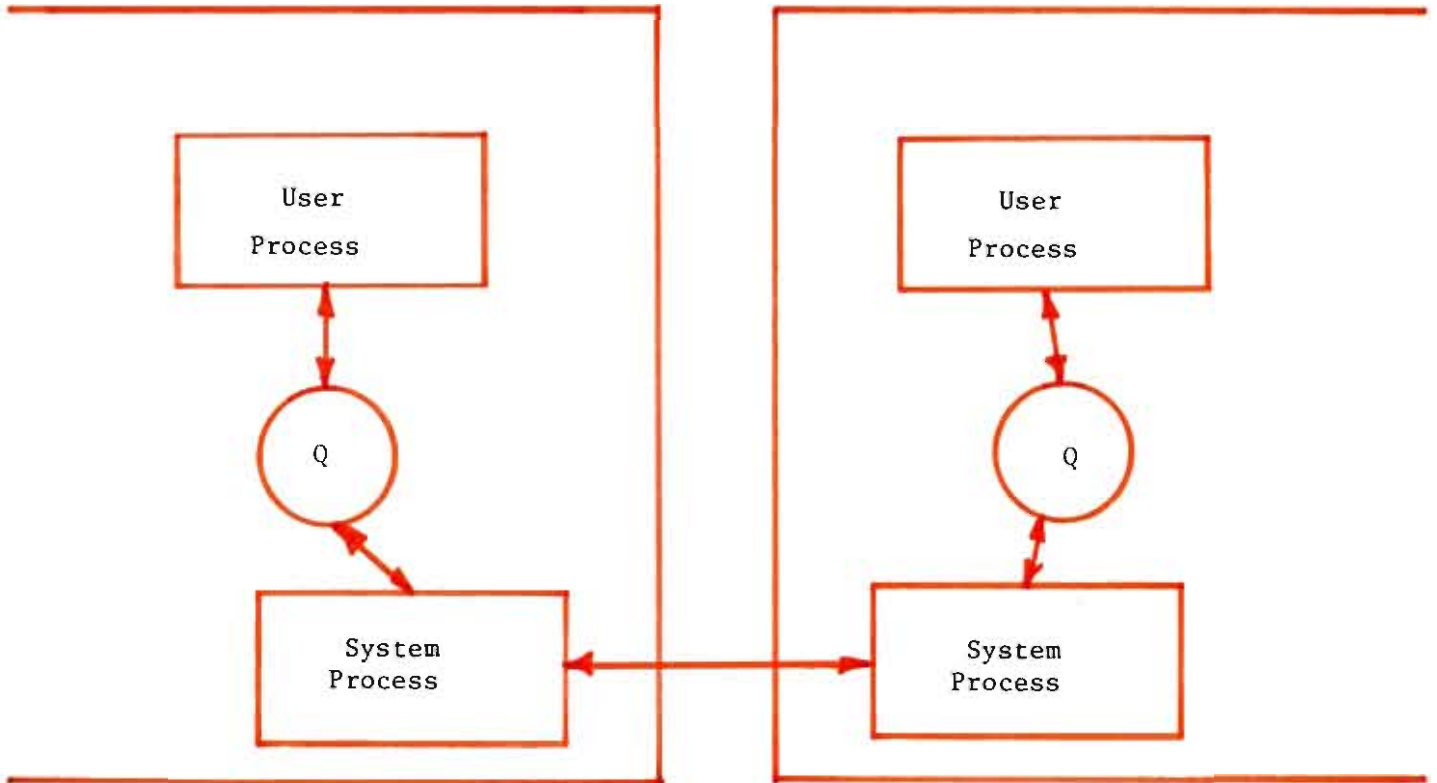 User
Process
Q
System
Process
User
Process
Q
System
Process